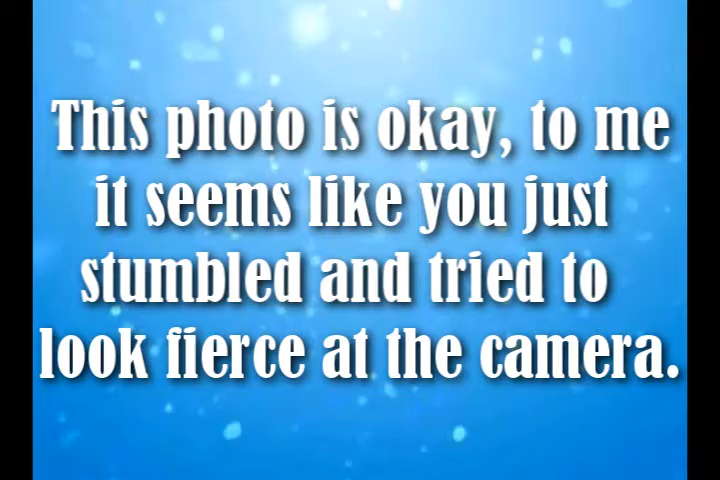 This photo is okay, to me
it seems like you just
stumbled and tried to
look fierce at the camera.